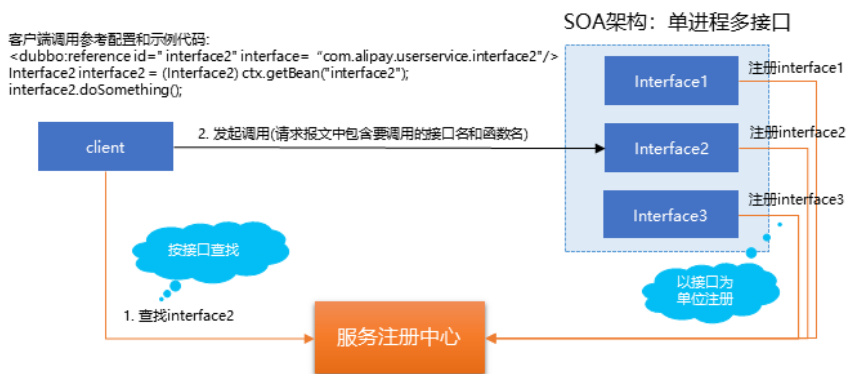 SOA架构：单进程多接口
客户端调用参考配置和示例代码:
<dubbo:reference id=" interface2" interface= “com.alipay.userservice.interface2"/>
Interface2 interface2 = (Interface2) ctx.getBean("interface2");
interface2.doSomething();
Interface1
注册interface1
client
2. 发起调用(请求报文中包含要调用的接口名和函数名)
Interface2
注册interface2
Interface3
注册interface3
按接口查找
以接口为
单位注册
1. 查找interface2
服务注册中心